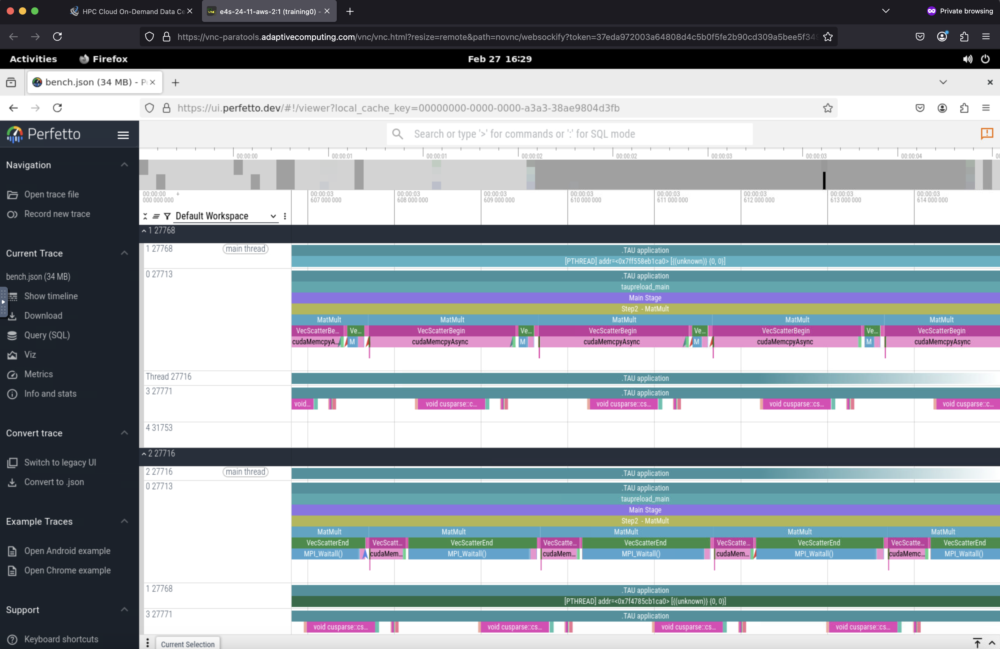 HPC Cloud On-Demand Data Ce
e4s-24-11-aws-2:1 (training0) -
Private browsing
https://vnc-paratools.adaptivecomputing.com/vnc/vnc.html?resize=remote&path=novnc/websockify?token=37eda972003a64808d4c5b0f5fe2b90cd309a5bee5f349
Activities Firefox Feb 27 16:29
bench.json (34 MB) - P
https://ui.perfetto.dev/#!/viewer?local_cache_key=00000000-0000-0000-a3a3-38ae9804d3fb
Perfetto
Search or type '>' for commands or ':' for SQL mode
00:00:00 00:00:01 00:00:01 00:00:02 00:00:02 00:00:03 00:00:03 00:00:04
Navigation
Open trace file
Record new trace
Current Trace
bench.json (34 MB)
Show timeline
Download
Query (SQL)
Viz
Metrics
Info and stats
Convert trace
Switch to legacy UI
Convert to .json
Example Traces
Open Android example
Open Chrome example
Support
Keyboard shortcuts
00:00:00 + 00:00:03 00:00:03 00:00:03 00:00:03 00:00:03 00:00:03 00:00:03 00:00:03
000 000 000 607 000 000 608 000 000 609 000 000 610 000 000 611 000 000 612 000 000 613 000 000 614 000 000
Default Workspace
1 27768
1 27768 main thread .TAU application
[PTHREAD] addr=<0x7ff558eb1ca0> [{(unknown)} {0, 0}]
0 27713 .TAU application
taupreload_main
Main Stage
Step2 - MatMult
MatMult MatMult MatMult MatMult MatMult
VecScatterBe... Ve... VecScatterBegin Ve... VecScatterBegin Ve... VecScatterBegin Ve... VecScatterBegin
cudaMemcpyA... M cudaMemcpyAsync M cudaMemcpyAsync M cudaMemcpyAsync M cudaMemcpyAsync
Thread 27716 .TAU application
3 27771 .TAU application
void... void cusparse::c... void cusparse::cs... void cusparse::cs... void cusparse::c...
4 31753
2 27716
2 27716 main thread .TAU application
0 27713 .TAU application
taupreload_main
Main Stage
Step2 - MatMult
MatMult MatMult MatMult MatMult MatMult
VecScatterEnd VecScatt... VecScatterEnd VecScatte... VecScatterEnd VecScatte... VecScatterEnd VecScatte... VecScatterEnd
MPI_Waitall() cudaMem... MPI_Waitall() cudaMem... MPI_Waitall() cudaMem... MPI_Waitall() cudaMemc... MPI_Waitall()
1 27768 .TAU application
[PTHREAD] addr=<0x7f4785cb1ca0> [{(unknown)} {0, 0}]
3 27771 .TAU application
void cusparse::cs... void cusparse::cs... void cusparse::cs... void cusparse::cs...
Current Selection